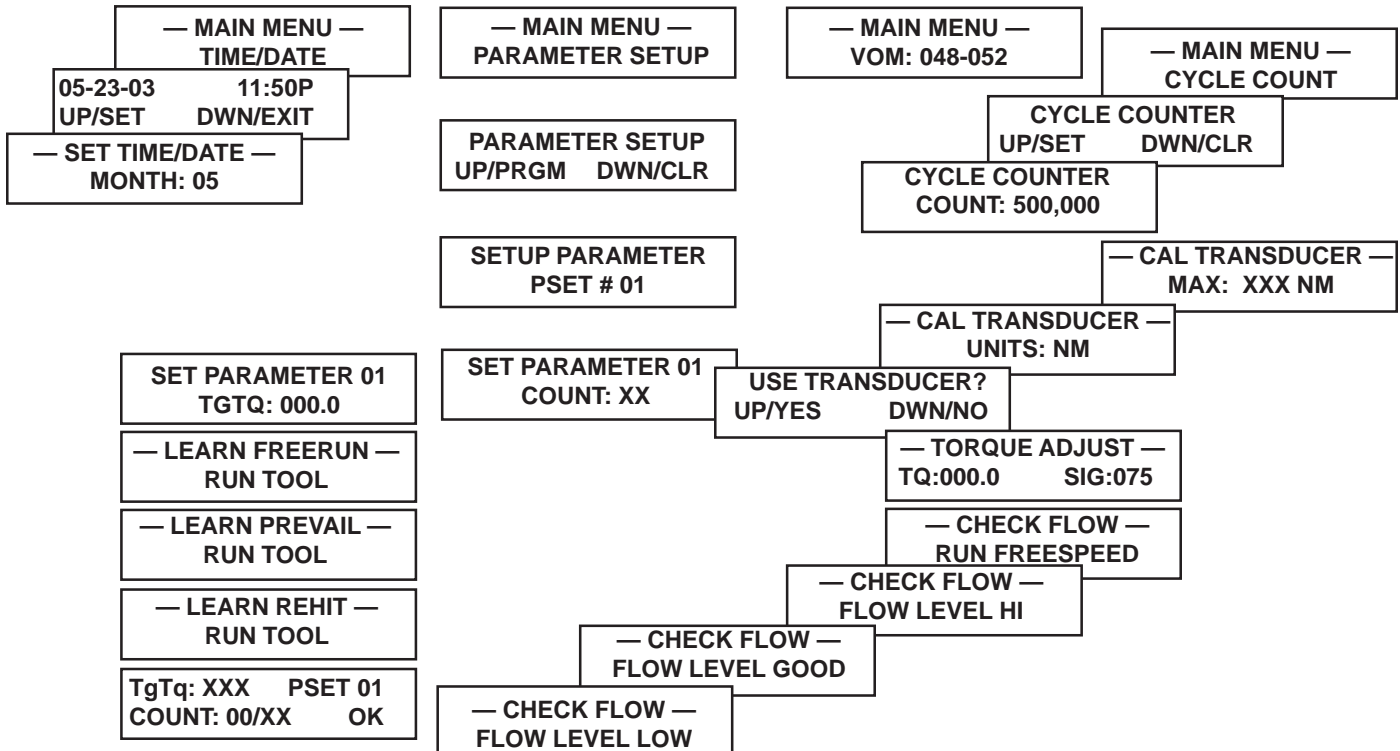 — MAIN MENU —
TIME/DATE
05-23-03 11:50P
UP/SET DWN/EXIT
— SET TIME/DATE —
MONTH: 05
— MAIN MENU —
PARAMETER SETUP
PARAMETER SETUP
UP/PRGM DWN/CLR
SETUP PARAMETER
PSET # 01
SET PARAMETER 01
COUNT: XX
— MAIN MENU —
VOM: 048-052
— MAIN MENU —
CYCLE COUNT
CYCLE COUNTER
UP/SET DWN/CLR
CYCLE COUNTER
COUNT: 500,000
— CAL TRANSDUCER —
MAX: XXX NM
— CAL TRANSDUCER —
UNITS: NM
USE TRANSDUCER?
UP/YES DWN/NO
— TORQUE ADJUST —
TQ:000.0 SIG:075
— CHECK FLOW —
RUN FREESPEED
— CHECK FLOW —
FLOW LEVEL HI
— CHECK FLOW —
FLOW LEVEL GOOD
— CHECK FLOW —
FLOW LEVEL LOW
SET PARAMETER 01
TGTQ: 000.0
— LEARN FREERUN —
RUN TOOL
— LEARN PREVAIL —
RUN TOOL
— LEARN REHIT —
RUN TOOL
TgTq: XXX PSET 01
COUNT: 00/XX OK